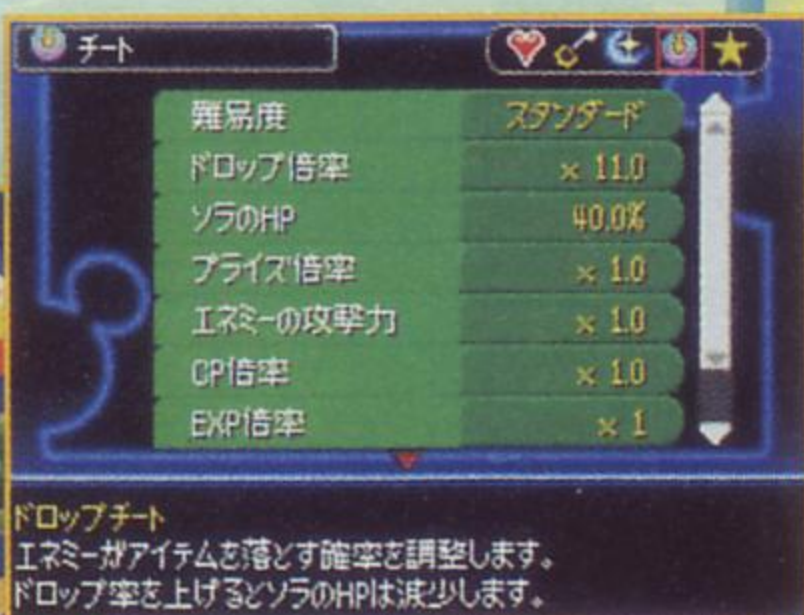 チート
難易度 スタンダード
ドロップ倍率 × 11.0
ソラのHP 40.0%
プライズ倍率 × 1.0
エネミーの攻撃力 × 1.0
CP倍率 × 1.0
EXP倍率 × 1
ドロップチート
エネミーがアイテムを落とす確率を調整します。
ドロップ率を上げるとソラのHPは減少します。